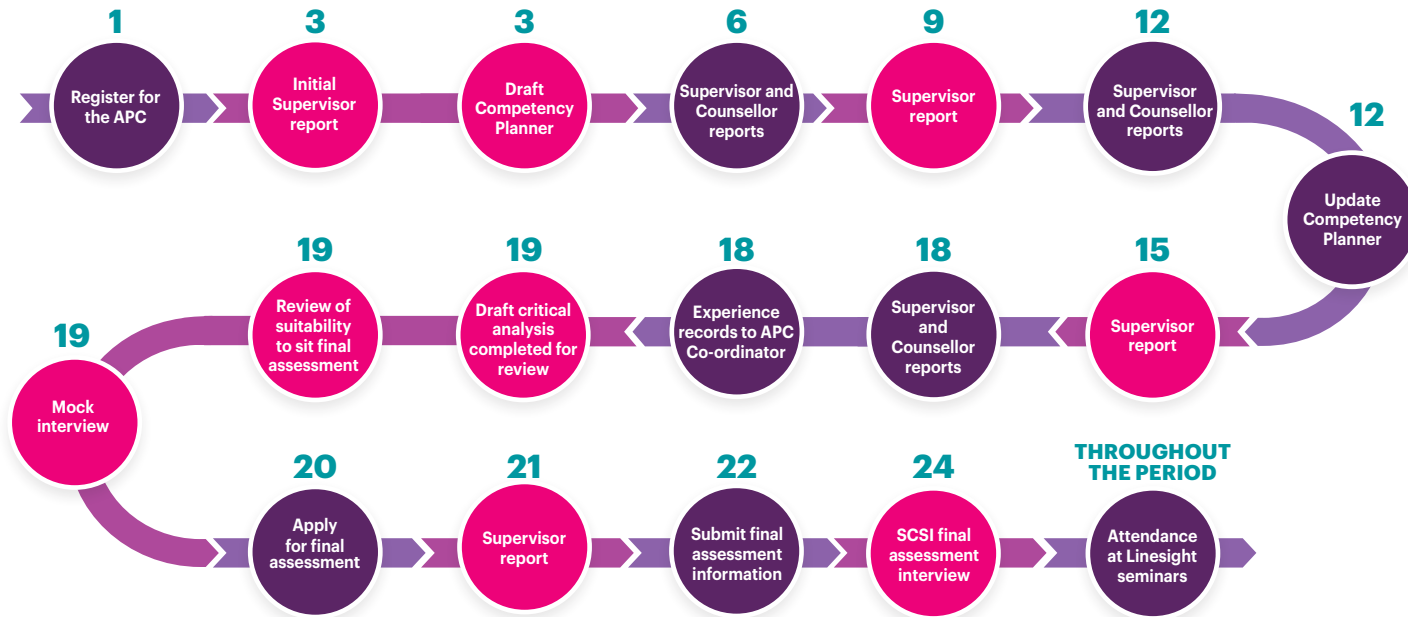 1
Register for
the APC
3
Initial
Supervisor
report
3
Draft
Competency
Planner
6
Supervisor and
Counsellor
reports
9
Supervisor
report
12
Supervisor
and Counsellor
reports
12
Update
Competency
Planner
15
Supervisor
report
18
Supervisor
and
Counsellor
reports
18
Experience
records to APC
Co-ordinator
19
Draft critical
analysis
completed for
review
19
Review of
suitability
to sit final
assessment
19
Mock
interview
20
Apply
for final
assessment
21
Supervisor
report
22
Submit final
assessment
information
24
SCSI final
assessment
interview
THROUGHOUT
THE PERIOD
Attendance
at Linesight
seminars